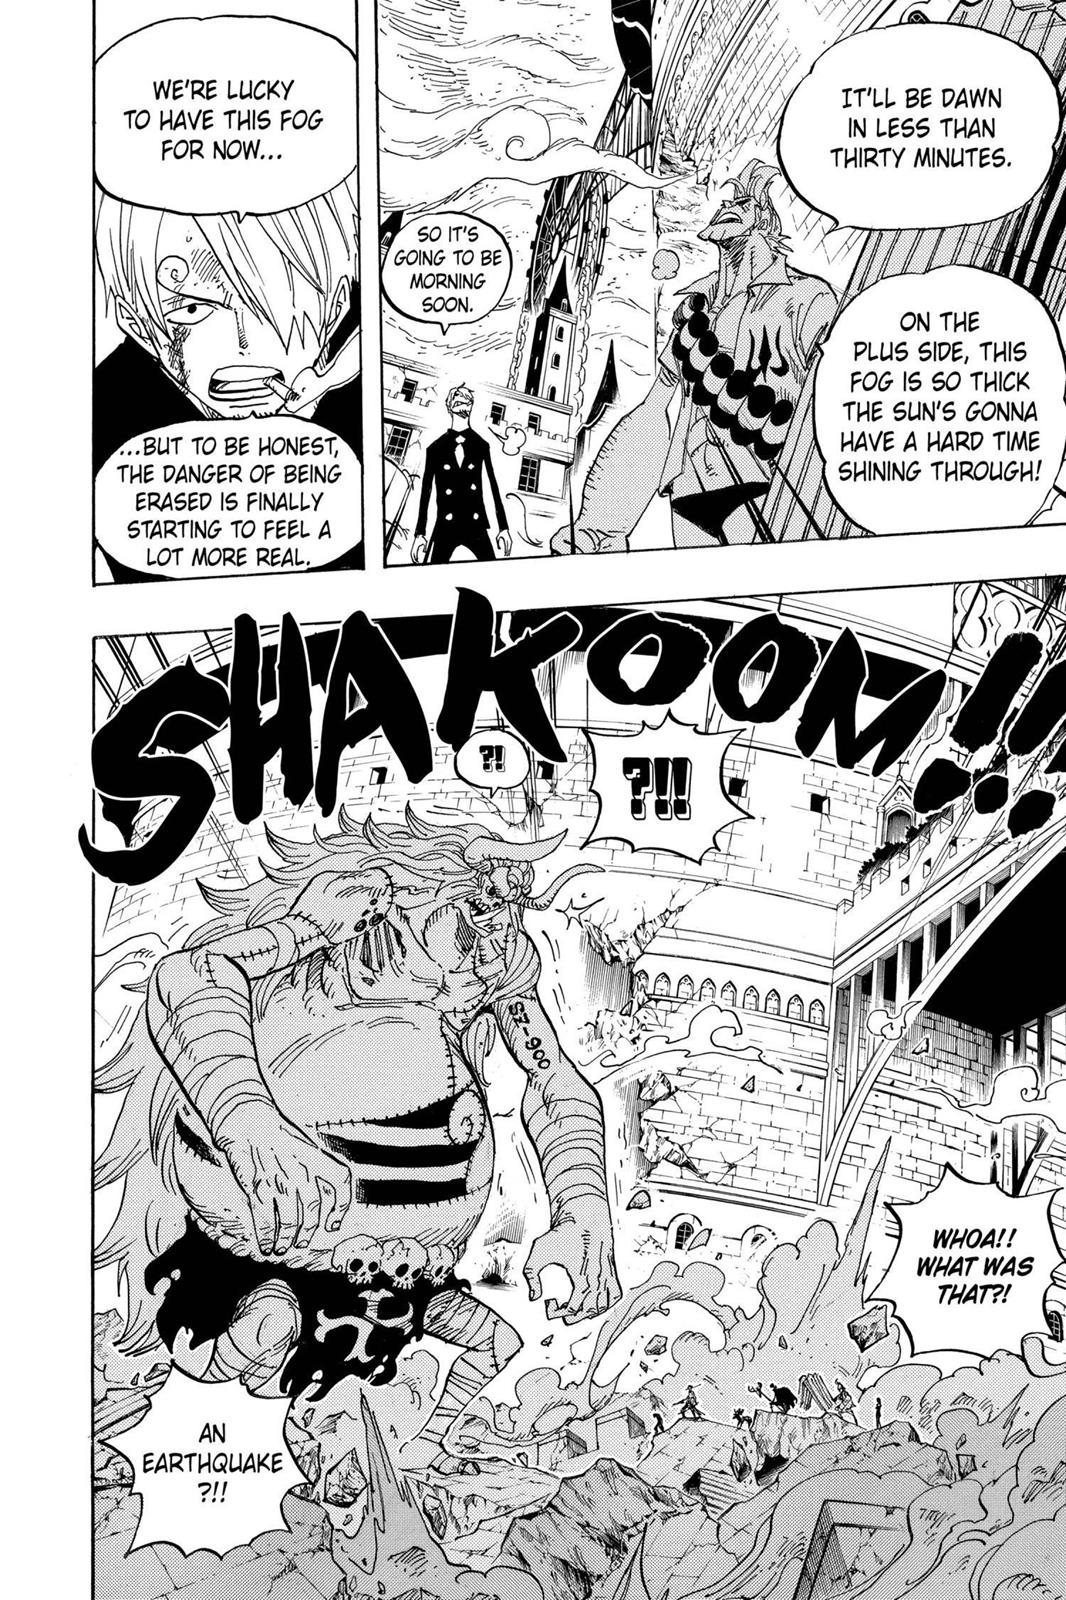 IT'LL BE DAWN
IN LESS THAN
THIRTY MINUTES.
ON THE
PLUS SIDE, THIS
FOG IS SO THICK
THE SUN'S GONNA
HAVE A HARD TIME
SHINING THROUGH!
SO IT'S
GOING TO BE
MORNING
SOON.
WE'RE LUCKY
TO HAVE THIS FOG
FOR NOW...
...BUT TO BE HONEST,
THE DANGER OF BEING
ERASED IS FINALLY
STARTING TO FEEL A
LOT MORE REAL.
SHAKOOM!!!
?!!
?!
S7-900
WHOA!!
WHAT WAS
THAT?!
AN
EARTHQUAKE
?!!